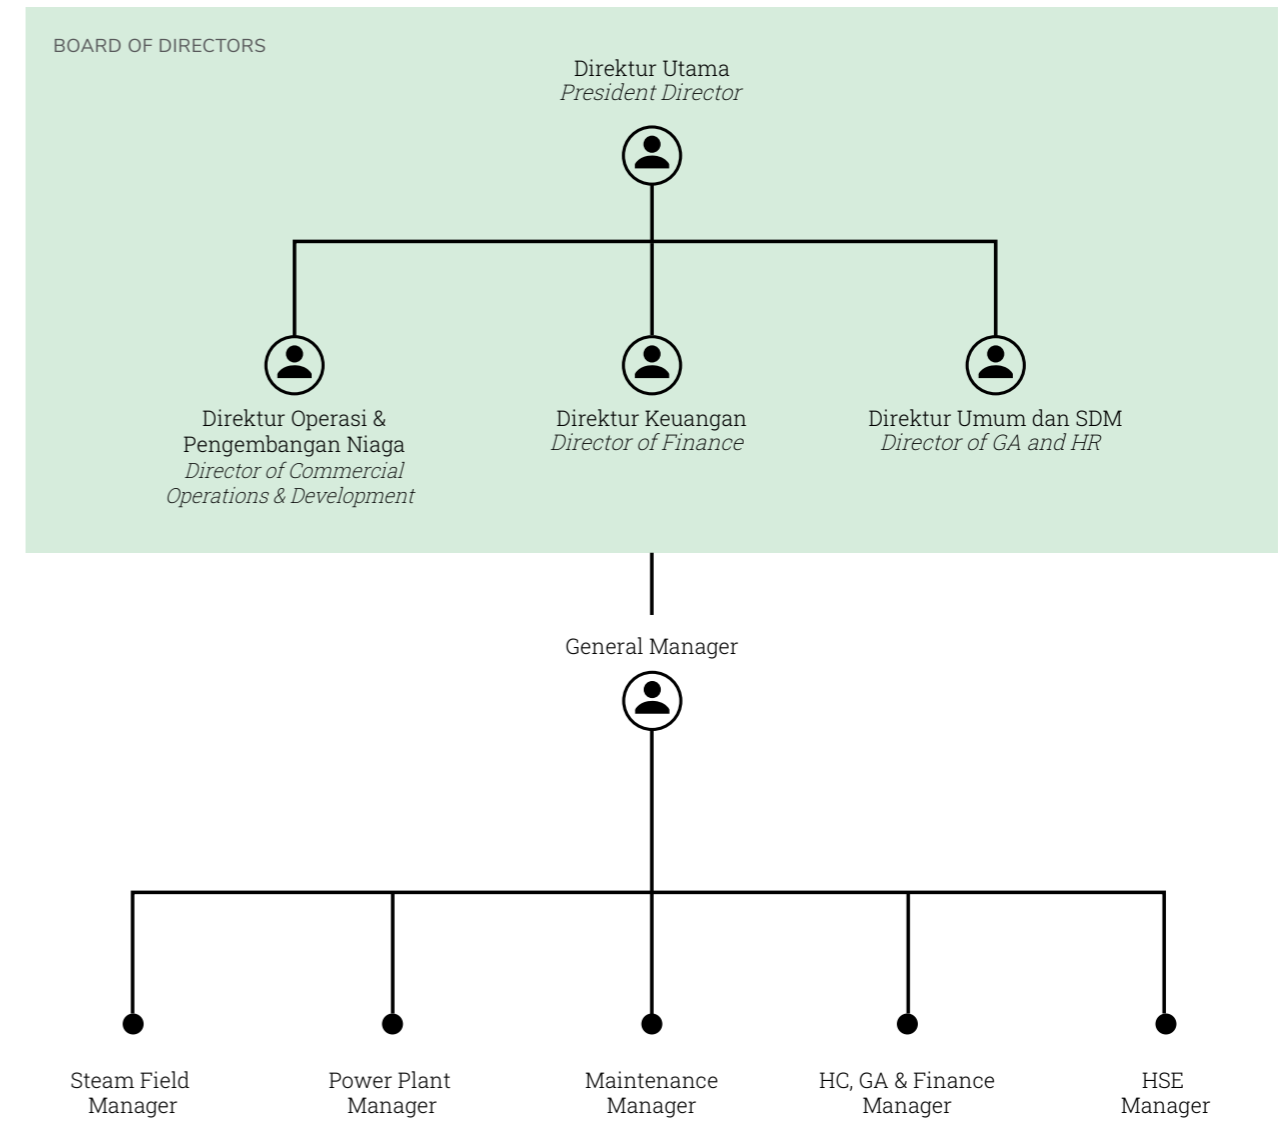 BOARD OF DIRECTORS
Direktur Utama
President Director
Direktur Operasi &
Pengembangan Niaga
Director of Commercial
Operations & Development
Direktur Keuangan
Director of Finance
Direktur Umum dan SDM
Director of GA and HR
General Manager
Steam Field
Manager
Power Plant
Manager
Maintenance
Manager
HC, GA & Finance
Manager
HSE
Manager